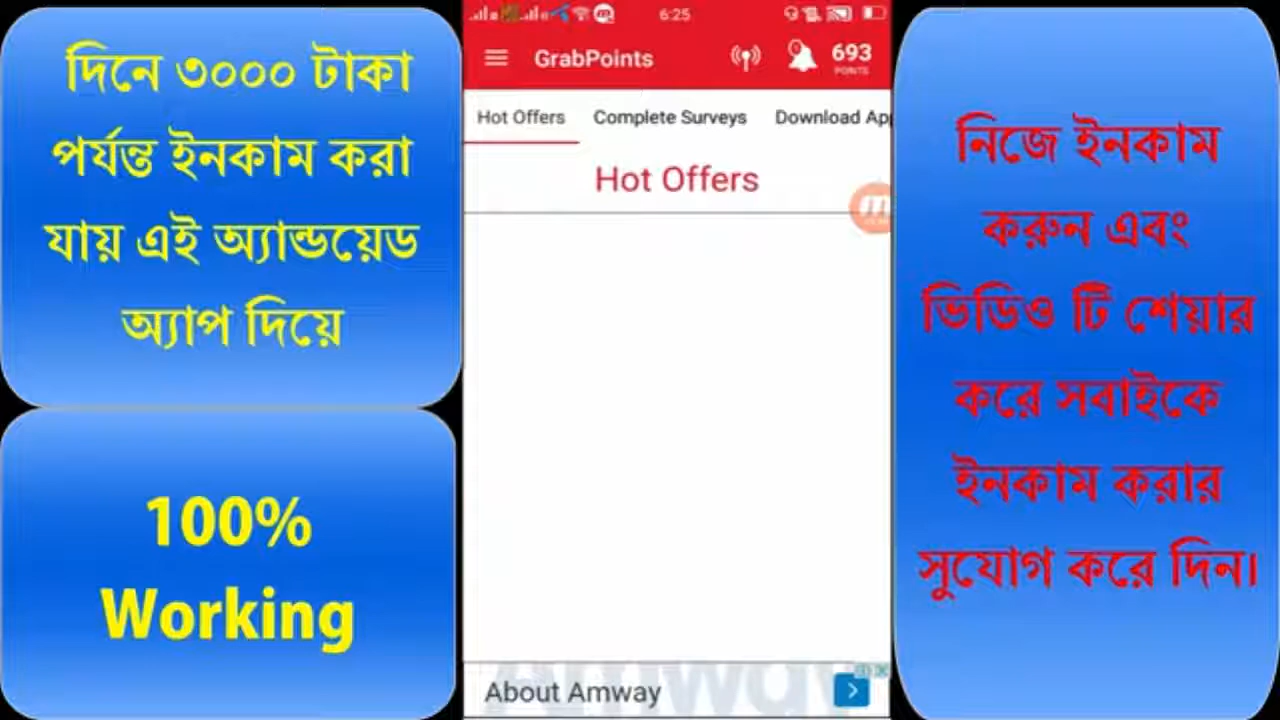 দিনে ৩০০০ টাকা
পর্যন্ত ইনকাম করা
যায় এই অ্যান্ডয়েড
অ্যাপ দিয়ে
100%
Working
6:25
GrabPoints
693
POINTS
Hot Offers
Complete Surveys
Download App
Hot Offers
About Amway
নিজে ইনকাম
করুন এবং
ভিডিও টি শেয়ার
করে সবাইকে
ইনকাম করার
সুযোগ করে দিন।